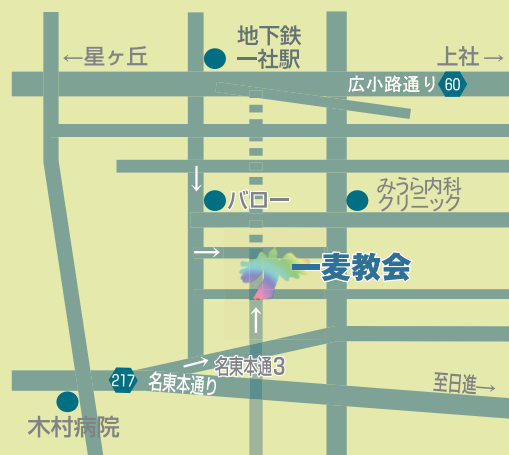 地下鉄
一社駅
←星ヶ丘
上社→
広小路通り 60
みうら内科
クリニック
バロー
一麦教会
名東本通3
217
名東本通り
至日進→
木村病院